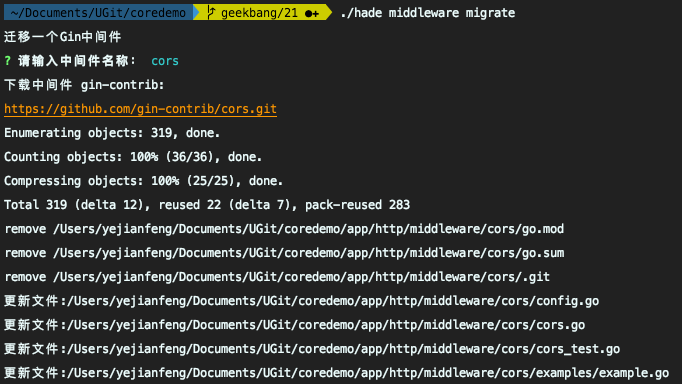 ~/Documents/UGit/coredemo geekbang/21 ●+ ./hade middleware migrate
迁移一个Gin中间件
? 请输入中间件名称： cors
下载中间件 gin-contrib:
https://github.com/gin-contrib/cors.git
Enumerating objects: 319, done.
Counting objects: 100% (36/36), done.
Compressing objects: 100% (25/25), done.
Total 319 (delta 12), reused 22 (delta 7), pack-reused 283
remove /Users/yejianfeng/Documents/UGit/coredemo/app/http/middleware/cors/go.mod
remove /Users/yejianfeng/Documents/UGit/coredemo/app/http/middleware/cors/go.sum
remove /Users/yejianfeng/Documents/UGit/coredemo/app/http/middleware/cors/.git
更新文件:/Users/yejianfeng/Documents/UGit/coredemo/app/http/middleware/cors/config.go
更新文件:/Users/yejianfeng/Documents/UGit/coredemo/app/http/middleware/cors/cors.go
更新文件:/Users/yejianfeng/Documents/UGit/coredemo/app/http/middleware/cors/cors_test.go
更新文件:/Users/yejianfeng/Documents/UGit/coredemo/app/http/middleware/cors/examples/example.go